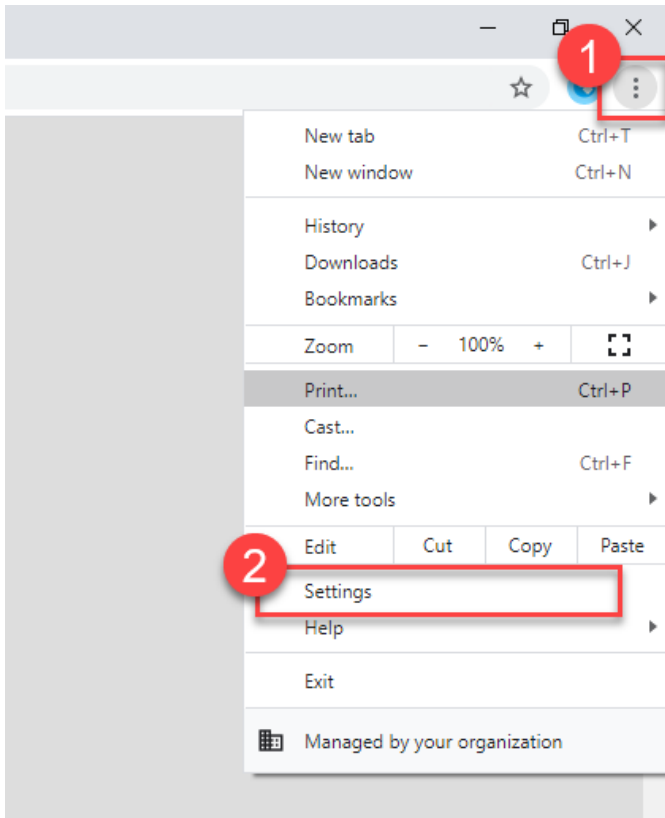 1
New tab Ctrl+T
New window Ctrl+N
History
Downloads Ctrl+J
Bookmarks
Zoom - 100% +
Print... Ctrl+P
Cast...
Find... Ctrl+F
More tools
Edit Cut Copy Paste
2
Settings
Help
Exit
Managed by your organization